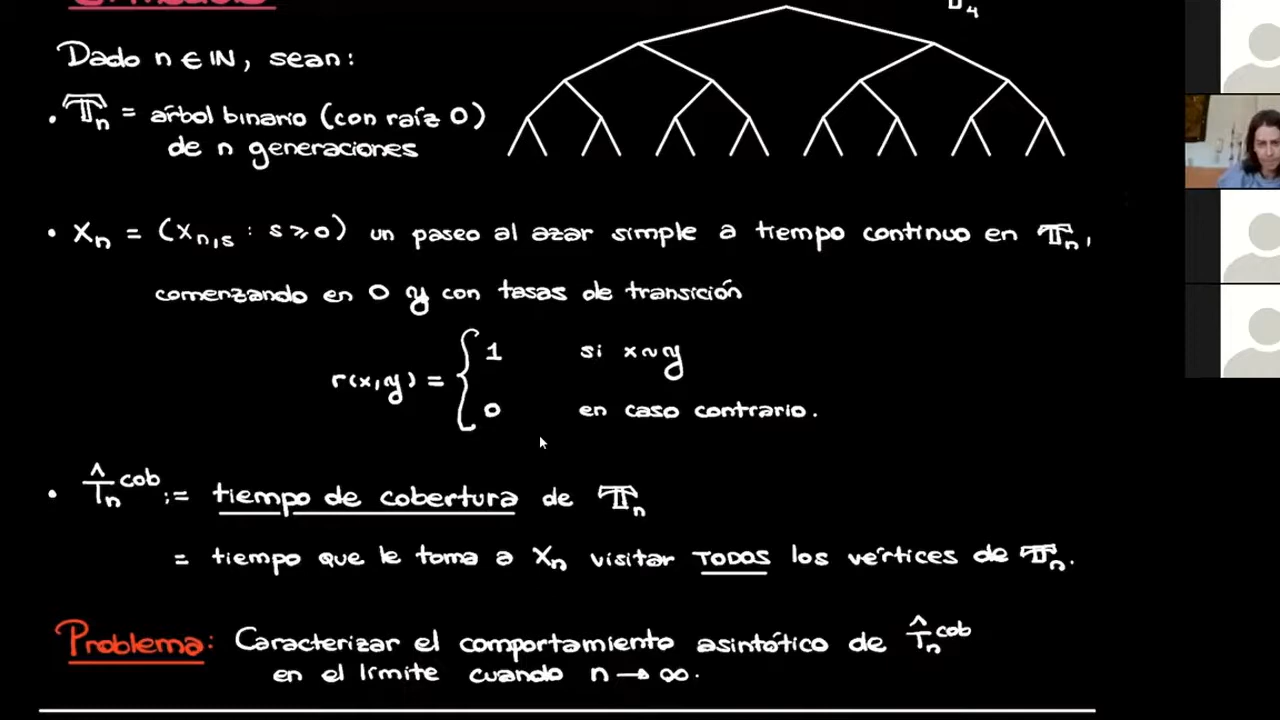 Dado n ∈ ℕ, sean:
• 𝕋ₙ = árbol binario (con raíz 0)
de n generaciones
• Xₙ = (Xₙ,ₛ : s ⩾ 0) un paseo al azar simple a tiempo continuo en 𝕋ₙ,
comenzando en 0 y con tasas de transición
r(x,y) = { 1 si x~y
0 en caso contrario.
• T̂ₙ^cob := tiempo de cobertura de 𝕋ₙ
= tiempo que le toma a Xₙ visitar TODOS los vértices de 𝕋ₙ.
Problema: Caracterizar el comportamiento asintótico de T̂ₙ^cob
en el límite cuando n → ∞.